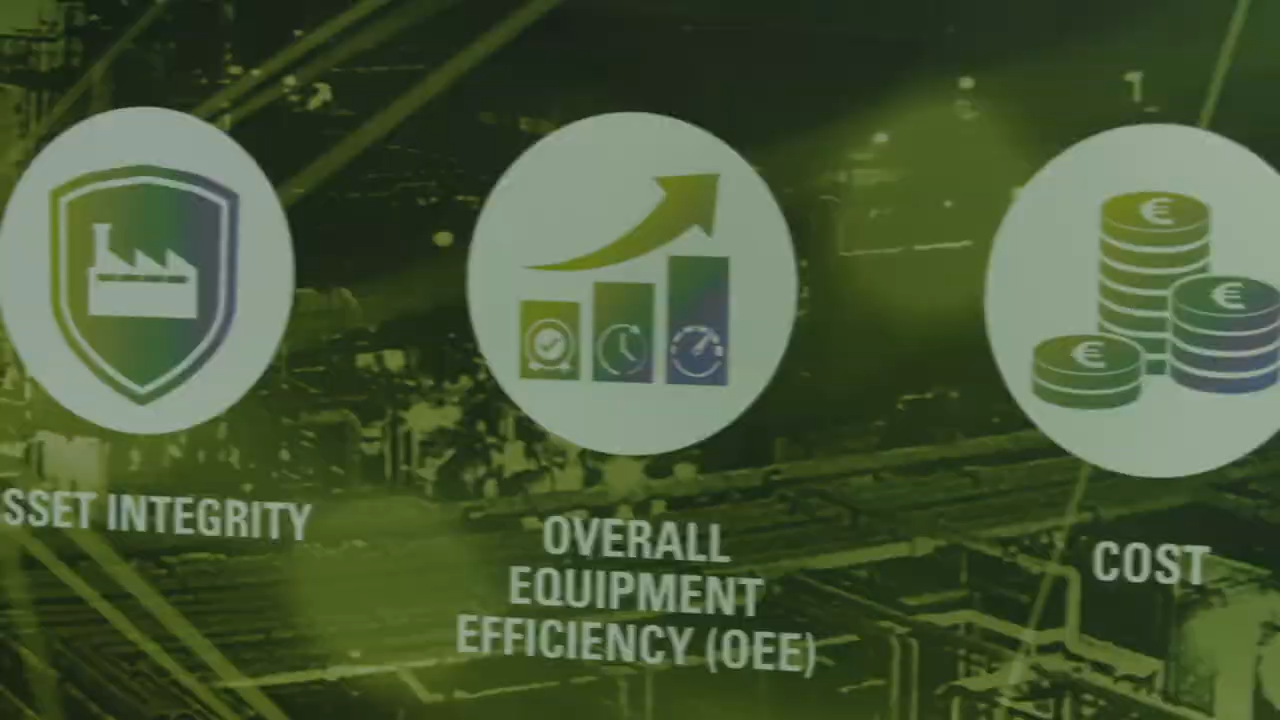 SSET INTEGRITY
OVERALL
EQUIPMENT
EFFICIENCY (OEE)
COST
€
€
€